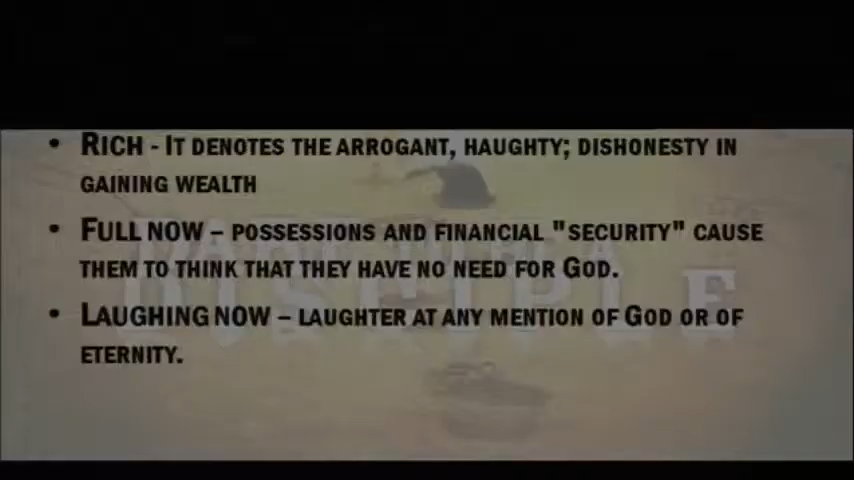 • Rich - It denotes the arrogant, haughty; dishonesty in
gaining wealth
• Full now – possessions and financial "security" cause
them to think that they have no need for God.
• Laughing now – laughter at any mention of God or of
eternity.
DISCIPLE